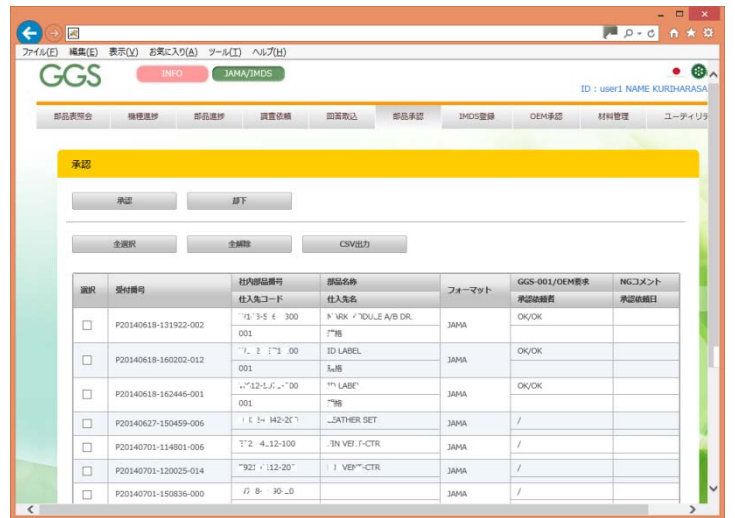 ファイル(F) 編集(E) 表示(V) お気に入り(A) ツール(T) ヘルプ(H)
GGS INFO JAMA/IMDS
ID : user1 NAME KURIHARASA
部品表照会 機種進捗 部品進捗 調査依頼 回答取込 部品承認 IMDS登録 OEM承認 材料管理 ユーティリテ
承認
承認 却下
全選択 全解除 CSV出力
選択 受付番号 社内部品番号 部品名称 フォーマット GGS-001/OEM要求 NGコメント
仕入先コード 仕入先名 承認依頼者 承認依頼日
P20140618-131922-002 300 A/B DR. JAMA OK/OK
001
P20140618-160202-012 ID LABEL JAMA OK/OK
001
P20140618-162446-001 JAMA OK/OK
001
P20140627-150459-006 SET JAMA /
P20140701-114801-006 JAMA /
P20140701-120025-014 JAMA /
P20140701-150836-000 JAMA /